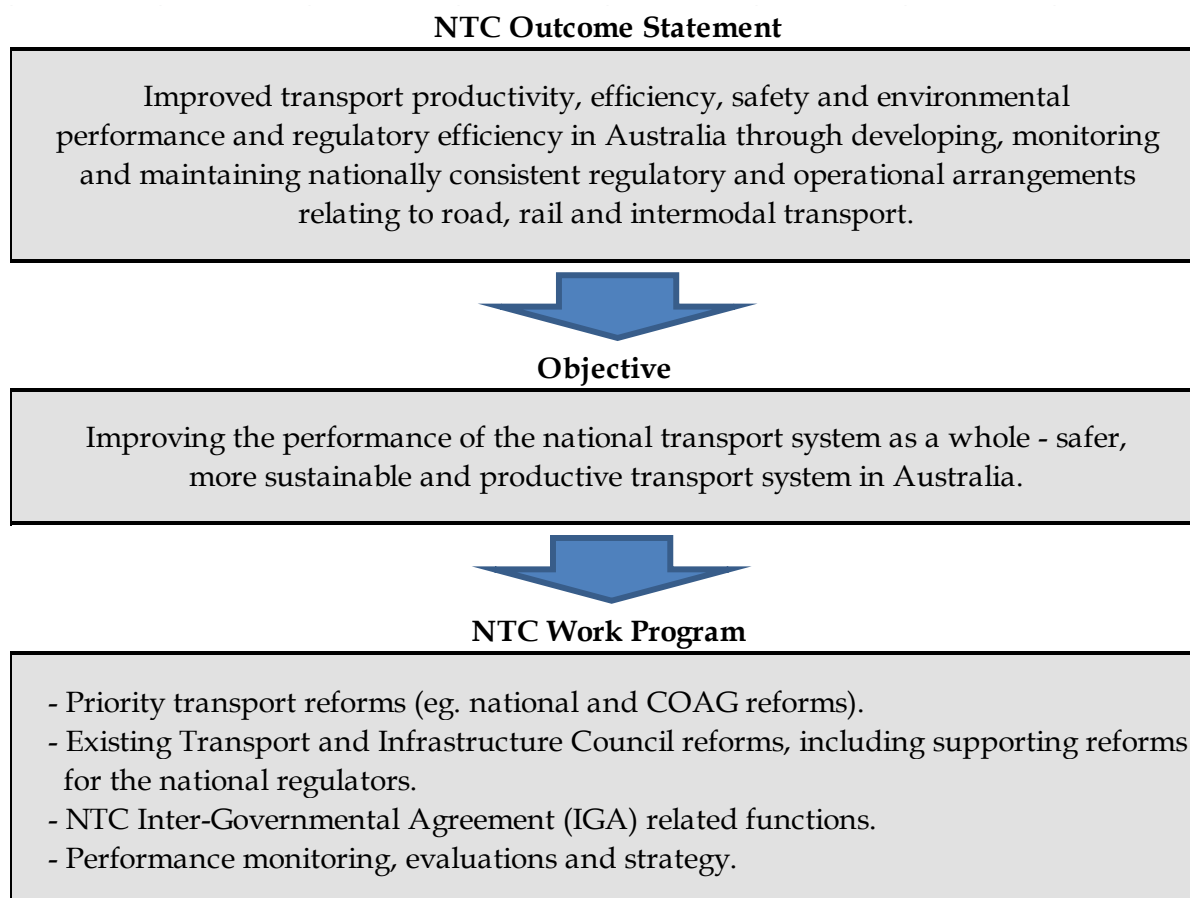 NTC Outcome Statement
Improved transport productivity, efficiency, safety and environmental
performance and regulatory efficiency in Australia through developing, monitoring
and maintaining nationally consistent regulatory and operational arrangements
relating to road, rail and intermodal transport.
Objective
Improving the performance of the national transport system as a whole - safer,
more sustainable and productive transport system in Australia.
NTC Work Program
- Priority transport reforms (eg. national and COAG reforms).
- Existing Transport and Infrastructure Council reforms, including supporting reforms
for the national regulators.
- NTC Inter-Governmental Agreement (IGA) related functions.
- Performance monitoring, evaluations and strategy.